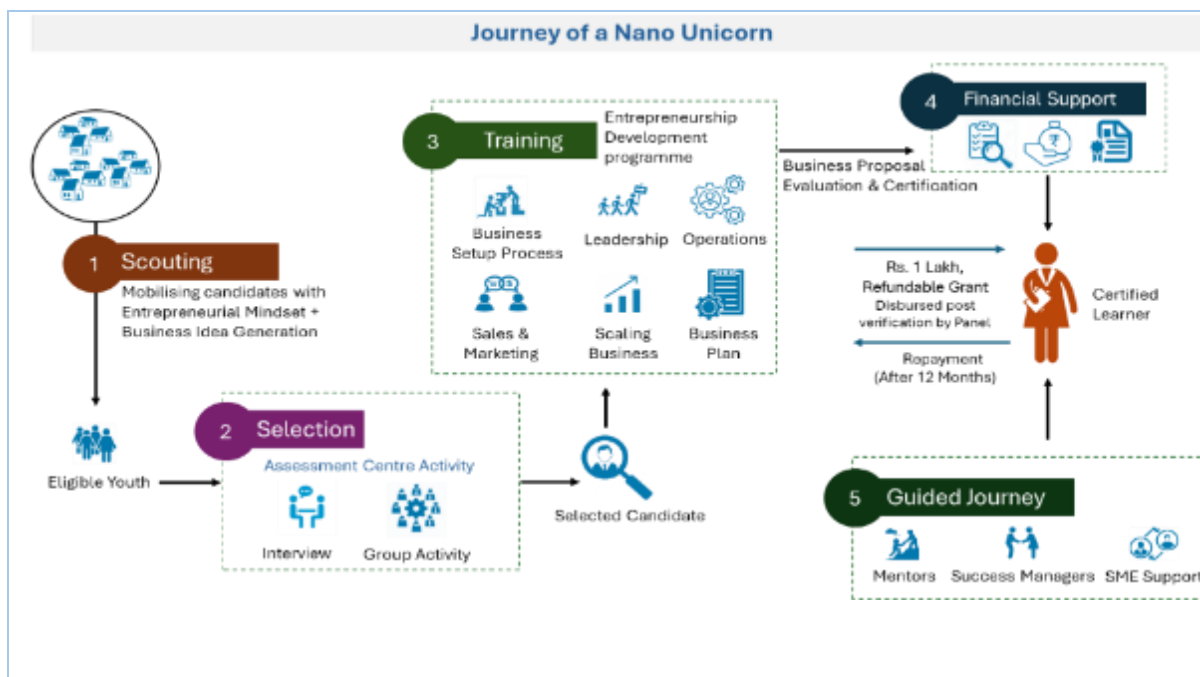 Journey of a Nano Unicorn
1 Scouting
Mobilising candidates with
Entrepreneurial Mindset +
Business Idea Generation
Eligible Youth
2 Selection
Assessment Centre Activity
Interview
Group Activity
Selected Candidate
3 Training
Entrepreneurship
Development
programme
Business
Setup Process
Leadership
Operations
Sales &
Marketing
Scaling
Business
Business
Plan
Business Proposal
Evaluation & Certification
4 Financial Support
₹
Rs. 1 Lakh,
Refundable Grant
Disbursed post
verification by Panel
Repayment
(After 12 Months)
Certified
Learner
5 Guided Journey
Mentors
Success Managers
SME Support